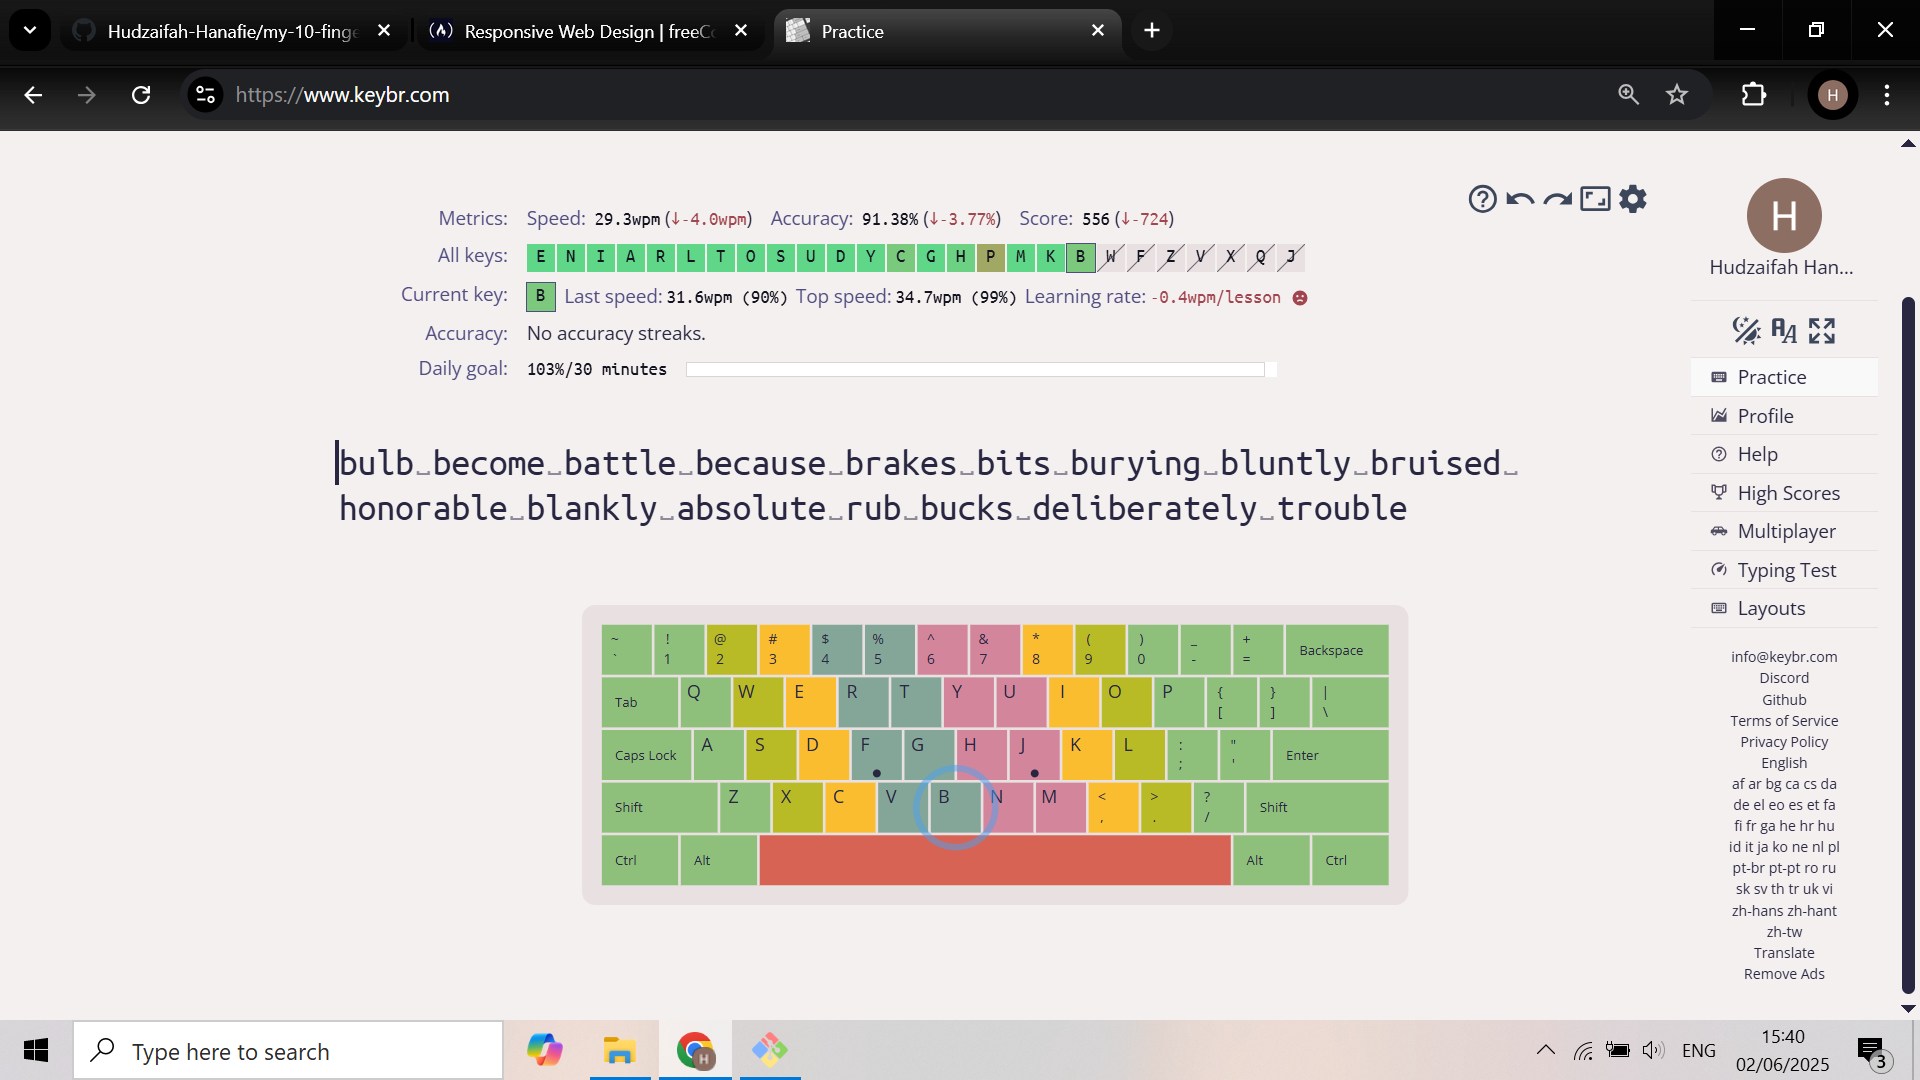 Hudzaifah-Hanafie/my-10-finge
Responsive Web Design | freeCo
Practice
https://www.keybr.com
H
Metrics: Speed: 29.3wpm (↓-4.0wpm) Accuracy: 91.38% (↓-3.77%) Score: 556 (↓-724)
All keys: E N I A R L T O S U D Y C G H P M K B W F Z V X Q J
Current key: B Last speed: 31.6wpm (90%) Top speed: 34.7wpm (99%) Learning rate: -0.4wpm/lesson
Accuracy: No accuracy streaks.
Daily goal: 103%/30 minutes
bulb␣become␣battle␣because␣brakes␣bits␣burying␣bluntly␣bruised␣
honorable␣blankly␣absolute␣rub␣bucks␣deliberately␣trouble
~ ! @ # $ % ^ & * ( ) _ + Backspace
` 1 2 3 4 5 6 7 8 9 0 - =
Tab Q W E R T Y U I O P { } |
[ ] \
Caps Lock A S D F G H J K L : " Enter
; '
Shift Z X C V B N M < > ? Shift
, . /
Ctrl Alt Alt Ctrl
H
Hudzaifah Han...
Practice
Profile
Help
High Scores
Multiplayer
Typing Test
Layouts
info@keybr.com
Discord
Github
Terms of Service
Privacy Policy
English
af ar bg ca cs da
de el eo es et fa
fi fr ga he hr hu
id it ja ko ne nl pl
pt-br pt-pt ro ru
sk sv th tr uk vi
zh-hans zh-hant
zh-tw
Translate
Remove Ads
Type here to search
H
ENG
15:40
02/06/2025
3